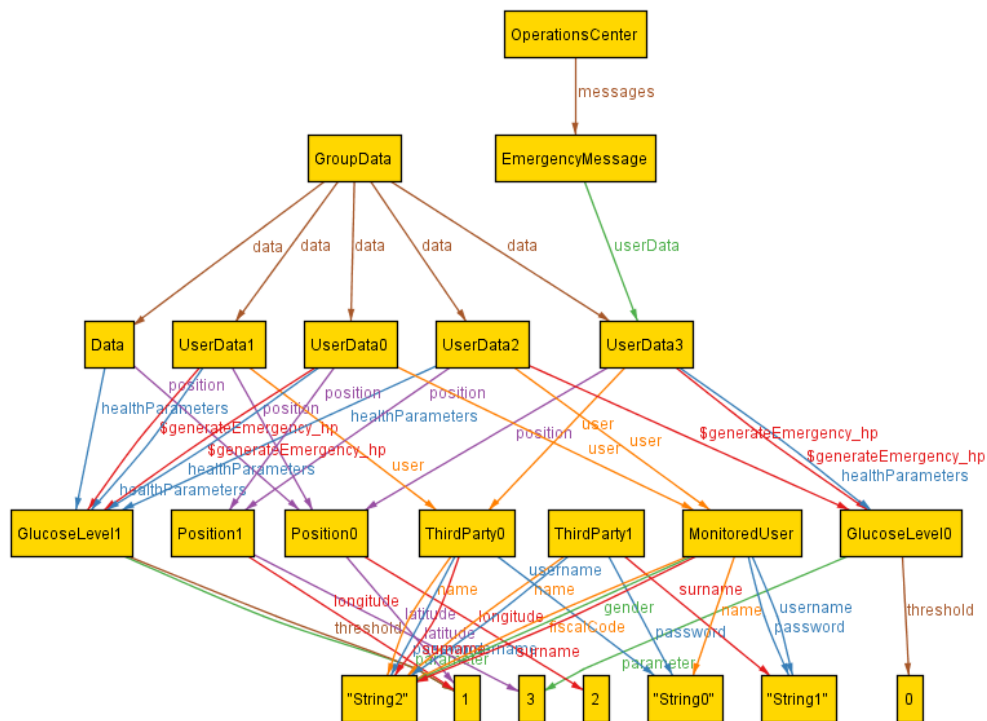 OperationsCenter
messages
GroupData
EmergencyMessage
data
data
data
data
data
userData
Data
UserData1
UserData0
UserData2
UserData3
position
position
position
healthParameters
healthParameters
position
$generateEmergency_hp
$generateEmergency_hp
user
user
user
$generateEmergency_hp
$generateEmergency_hp
healthParameters
healthParameters
healthParameters
GlucoseLevel1
Position1
Position0
ThirdParty0
ThirdParty1
MonitoredUser
GlucoseLevel0
username
name
name
surname
longitude
latitude
longitude
gender
name
username
threshold
latitude
threshold
fiscalCode
password
password
surname
parameter
parameter
"String2"
1
3
2
"String0"
"String1"
0